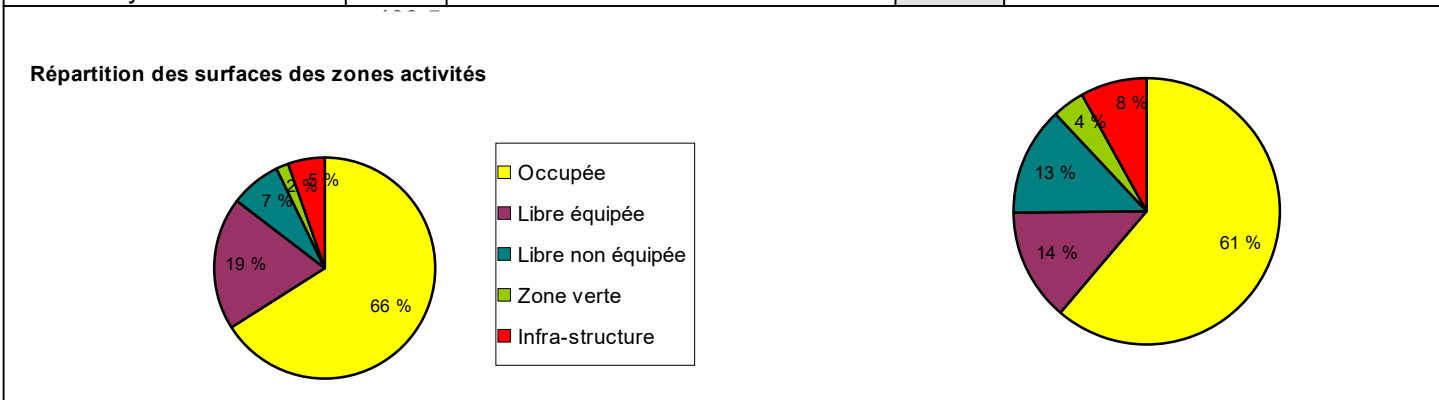 Répartition des surfaces des zones activités
5 %
2 %
7 %
19 %
66 %
Occupée
Libre équipée
Libre non équipée
Zone verte
Infra-structure
8 %
4 %
13 %
14 %
61 %